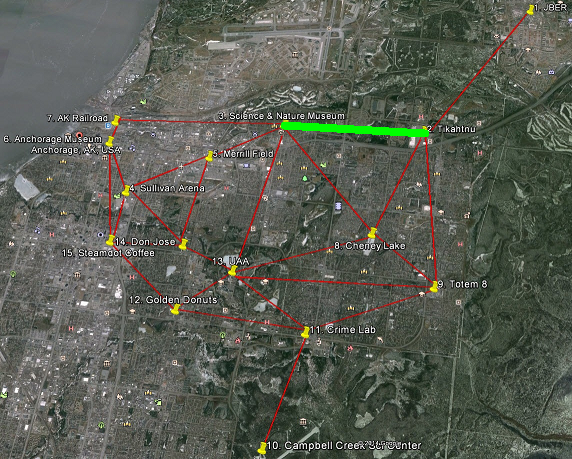 1. JBER
3. Science & Nature Museum
7. AK Railroad
2. Tikahtnu
6. Anchorage Museum
Anchorage, AK, USA
5. Merrill Field
4. Sullivan Arena
14. Don Jose
8. Cheney Lake
15. Steamdot Coffee
13. UAA
9. Totem 8
12. Golden Donuts
11. Crime Lab
10. Campbell Creek